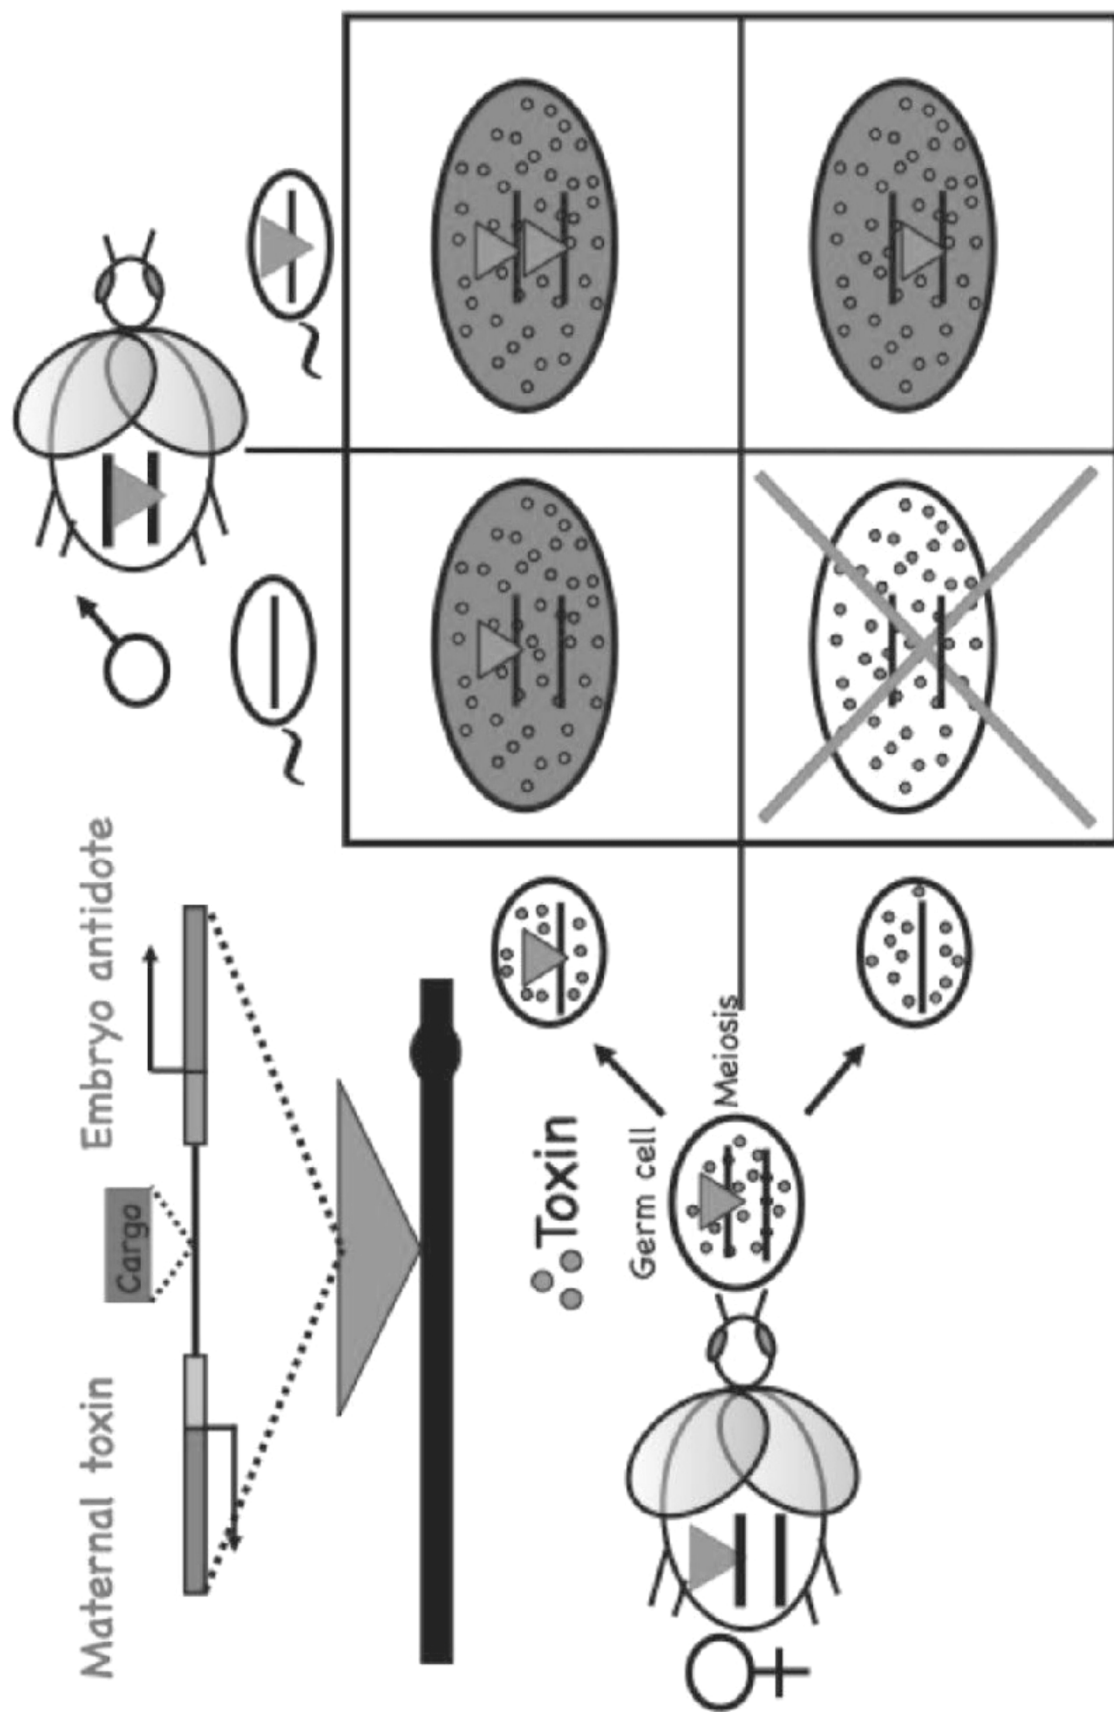 Maternal toxin
Cargo
Embryo antidote
Toxin
Germ cell
Meiosis